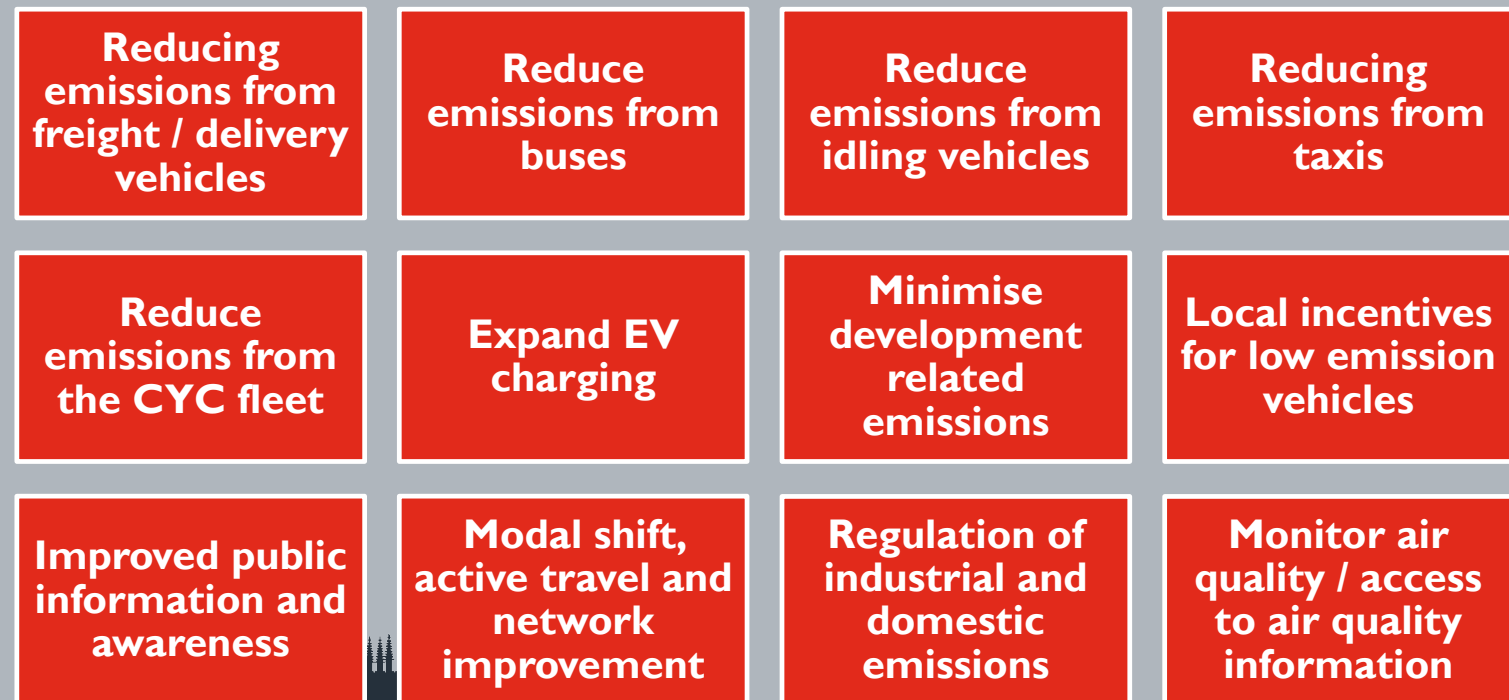 Reducing
emissions from
freight / delivery
vehicles
Reduce
emissions from
buses
Reduce
emissions from
idling vehicles
Reducing
emissions from
taxis
Reduce
emissions from
the CYC fleet
Expand EV
charging
Minimise
development
related
emissions
Local incentives
for low emission
vehicles
Improved public
information and
awareness
Modal shift,
active travel and
network
improvement
Regulation of
industrial and
domestic
emissions
Monitor air
quality / access
to air quality
information